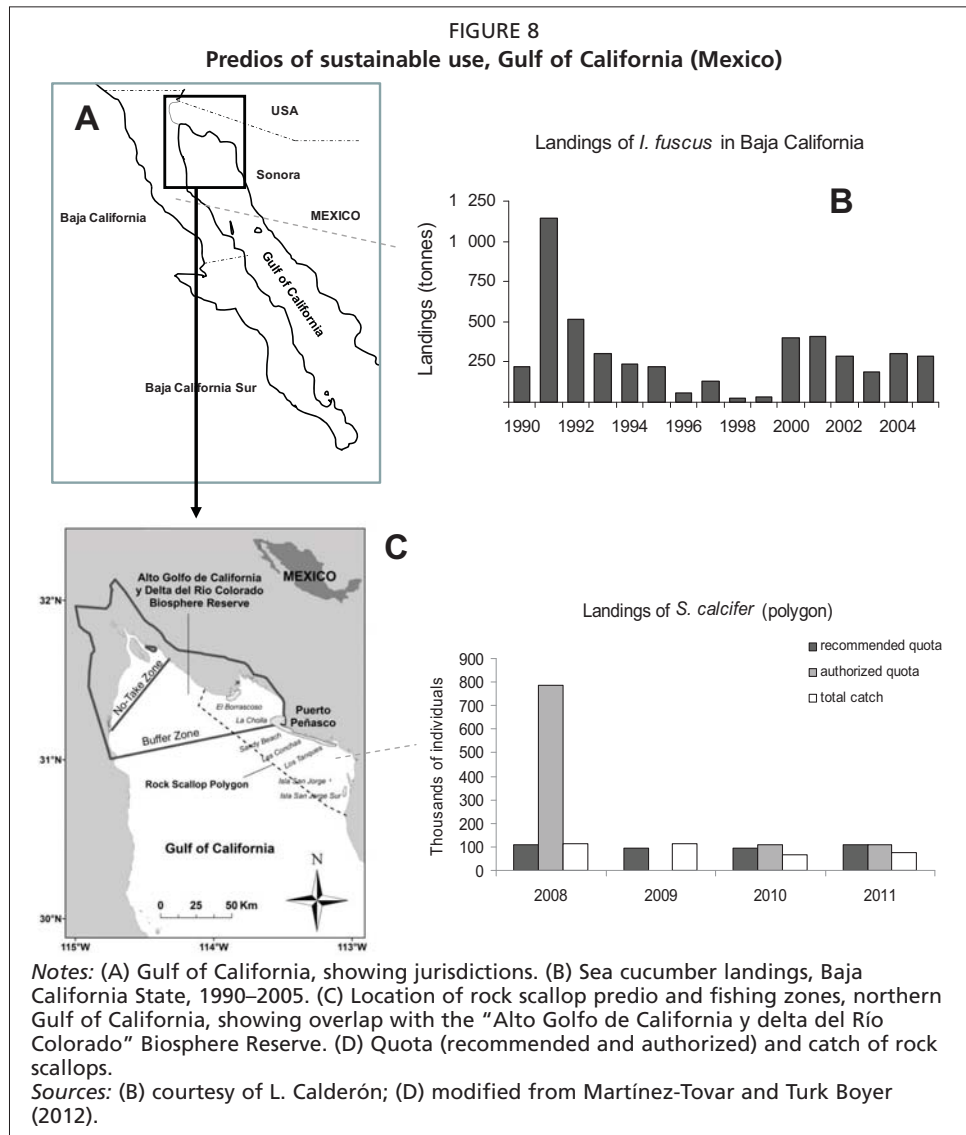 FIGURE 8
Predios of sustainable use, Gulf of California (Mexico)
A
USA
Sonora
Baja California
MEXICO
Gulf of California
Baja California Sur
Landings of I. fuscus in Baja California
B
Landings (tonnes)
1 250
1 000
750
500
250
1990 1992 1994 1996 1998 2000 2002 2004
C
MEXICO
Alto Golfo de California
y Delta del Rio Colorado
Biosphere Reserve
32°N
No-Take Zone
El Borrascoso
La Cholla
Puerto
Peñasco
Buffer Zone
Sandy Beach
Las Conchas
Los Tanques
31°N
Rock Scallop Polygon
Isla San Jorge
Isla San Jorge Sur
Gulf of California
N
0 25 50 Km
30°N
115°W 114°W 113°W
Landings of S. calcifer (polygon)
recommended quota
authorized quota
total catch
Thousands of individuals
900
800
700
600
500
400
300
200
100
0
2008 2009 2010 2011
Notes: (A) Gulf of California, showing jurisdictions. (B) Sea cucumber landings, Baja
California State, 1990–2005. (C) Location of rock scallop predio and fishing zones, northern
Gulf of California, showing overlap with the “Alto Golfo de California y delta del Río
Colorado” Biosphere Reserve. (D) Quota (recommended and authorized) and catch of rock
scallops.
Sources: (B) courtesy of L. Calderón; (D) modified from Martínez-Tovar and Turk Boyer
(2012).